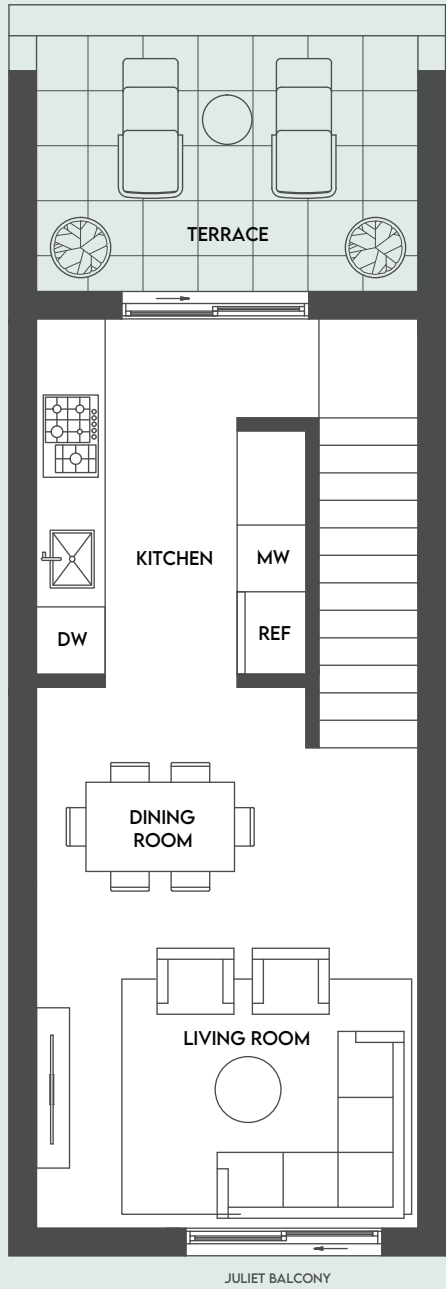 TERRACE
KITCHEN
MW
REF
DW
DINING
ROOM
LIVING ROOM
JULIET BALCONY